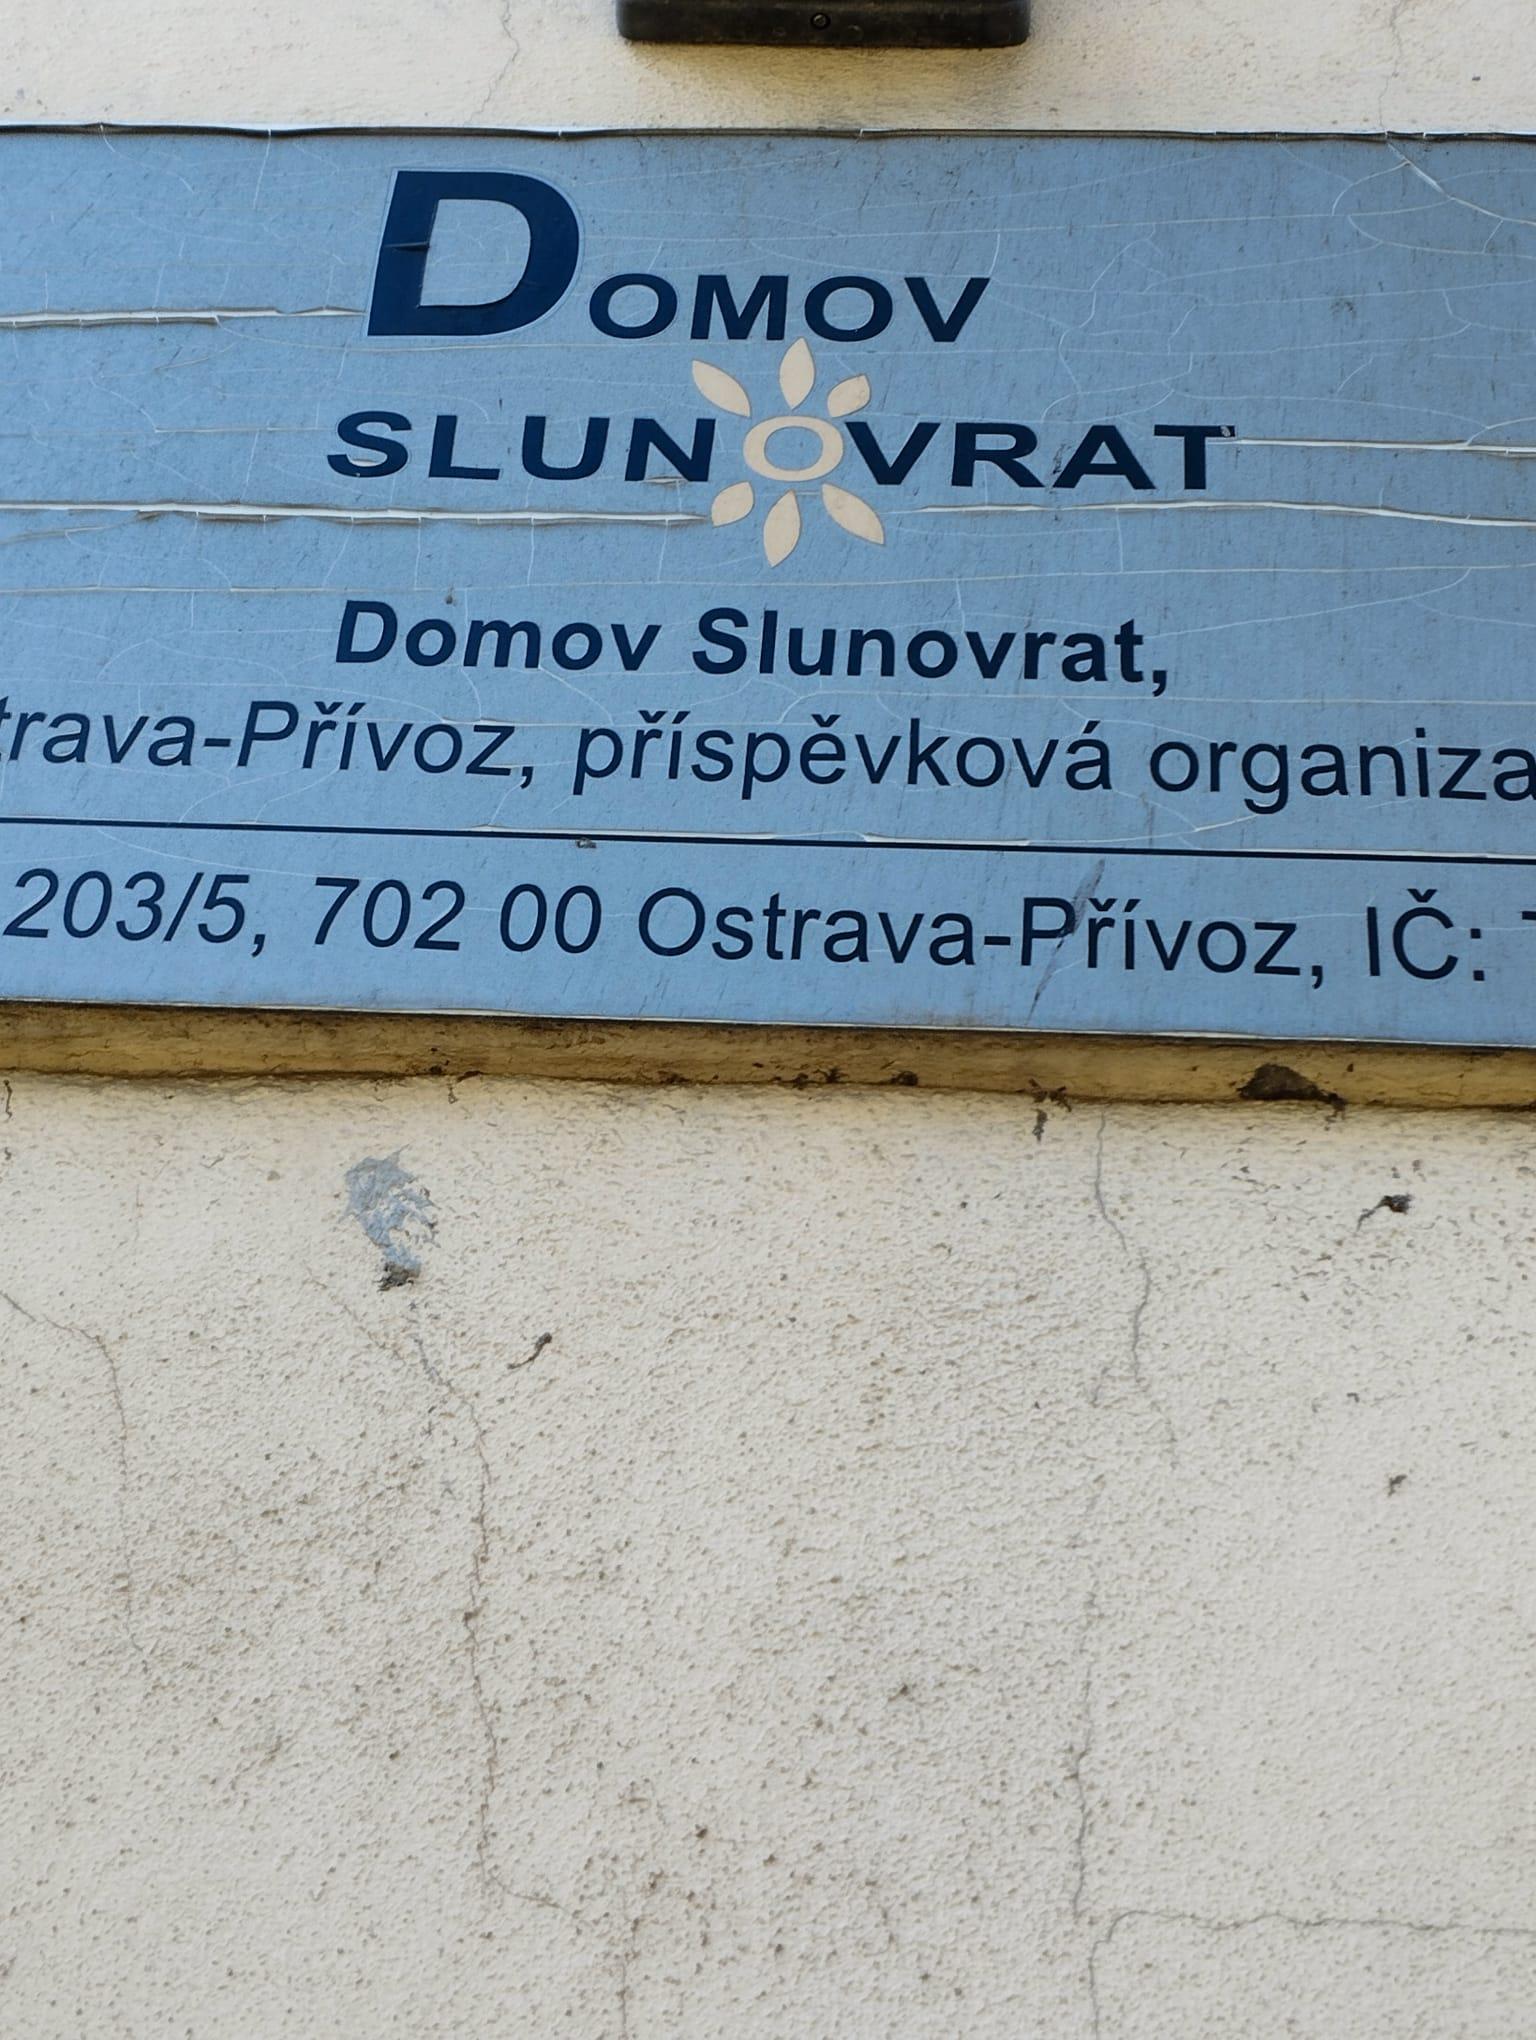 DOMOV
SLUNOVRAT
Domov Slunovrat,
trava-Přívoz, příspěvková organiza
203/5, 702 00 Ostrava-Přívoz, IČ: